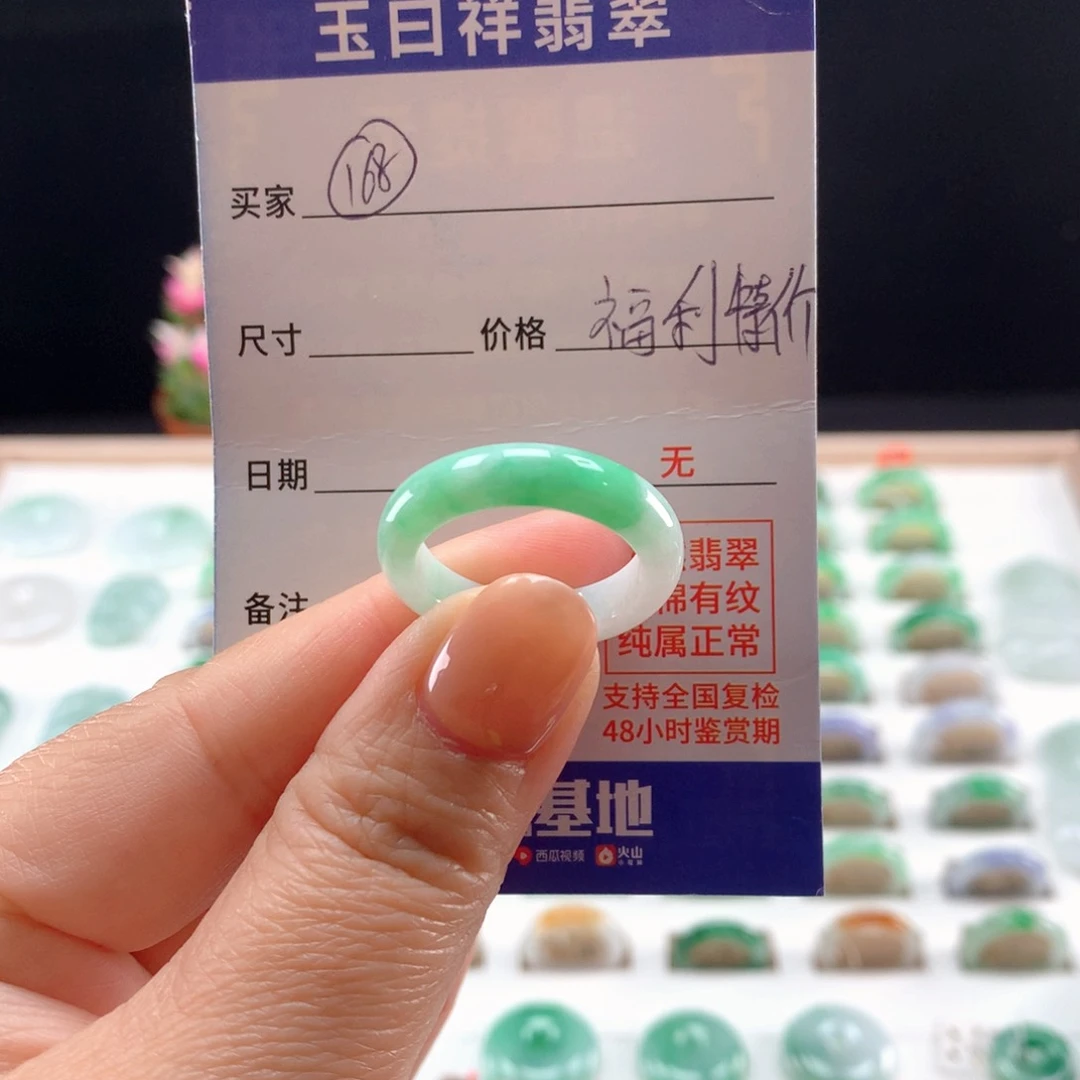 玉日祥翡翠
买家 168
尺寸 价格 福利特价
日期 无
备注 翡翠
棉有纹
纯属正常
支持全国复检
48小时鉴赏期
基地
西瓜视频 火山